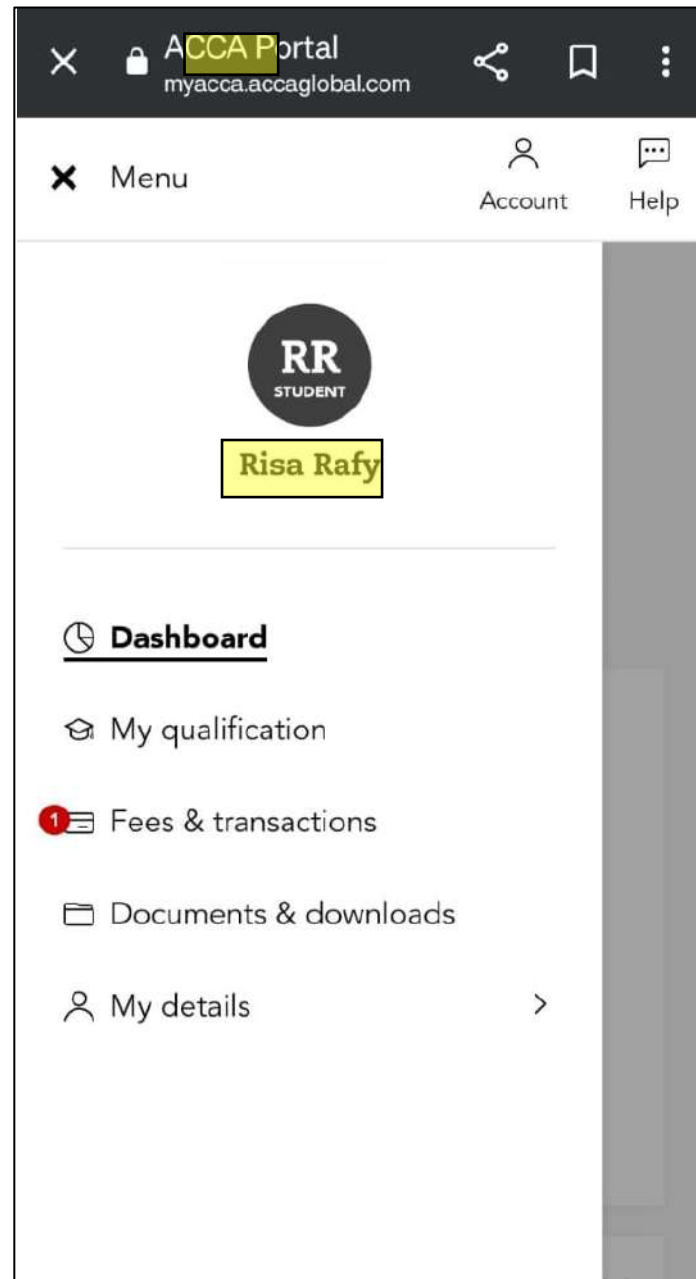 ACCA Portal
myacca.accaglobal.com
Menu
Account
Help
RR
STUDENT
Risa Rafy
Dashboard
My qualification
1
Fees & transactions
Documents & downloads
My details